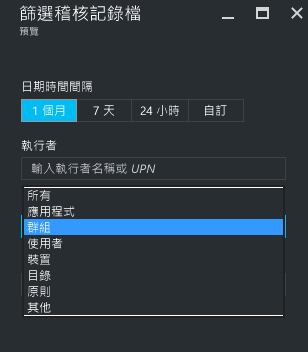 篩選稽核記錄檔
預覽
日期時間間隔
1 個月 7 天 24 小時 自訂
執行者
輸入執行者名稱或 UPN
所有
應用程式
群組
使用者
裝置
目錄
原則
其他